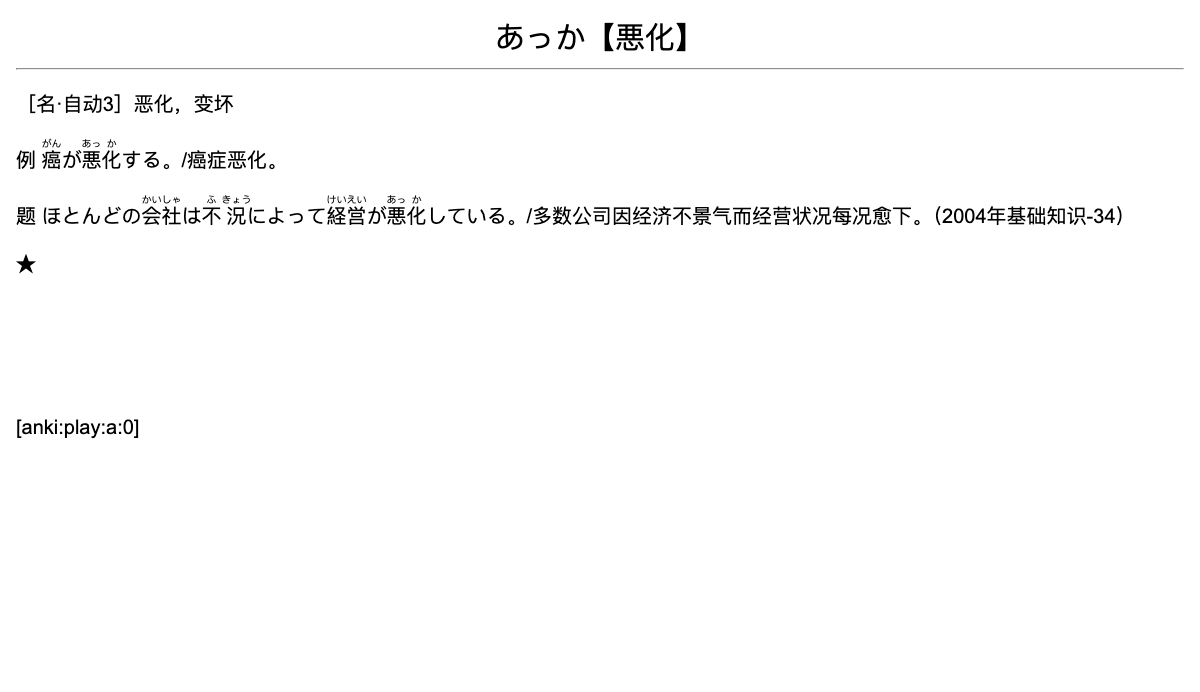 あっか【悪化】
［名·自动3］恶化，变坏
がん あっ か
例 癌が悪化する。/癌症恶化。
かいしゃ ふ きょう けいえい あっ か
题 ほとんどの会社は不況によって経営が悪化している。/多数公司因经济不景气而经营状况每况愈下。（2004年基础知识-34）
★
[anki:play:a:0]